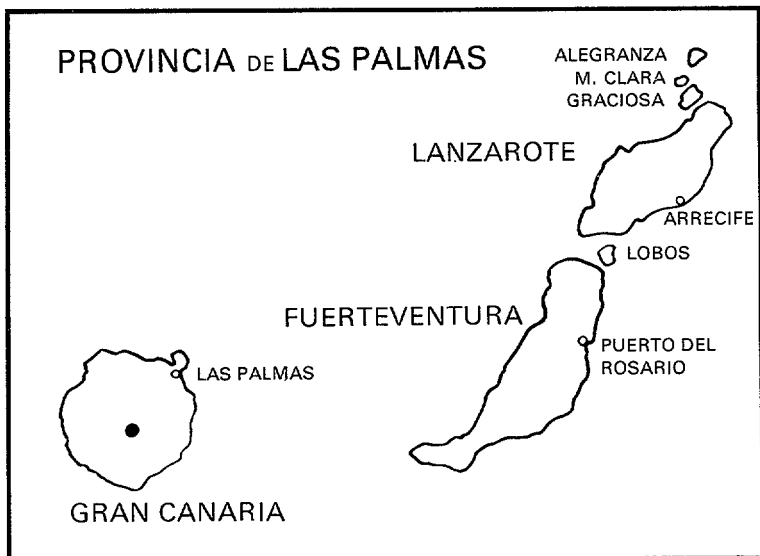 PROVINCIA DE LAS PALMAS
ALEGRANZA
M. CLARA
GRACIOSA
LANZAROTE
ARRECIFE
LOBOS
FUERTEVENTURA
PUERTO DEL
ROSARIO
LAS PALMAS
GRAN CANARIA